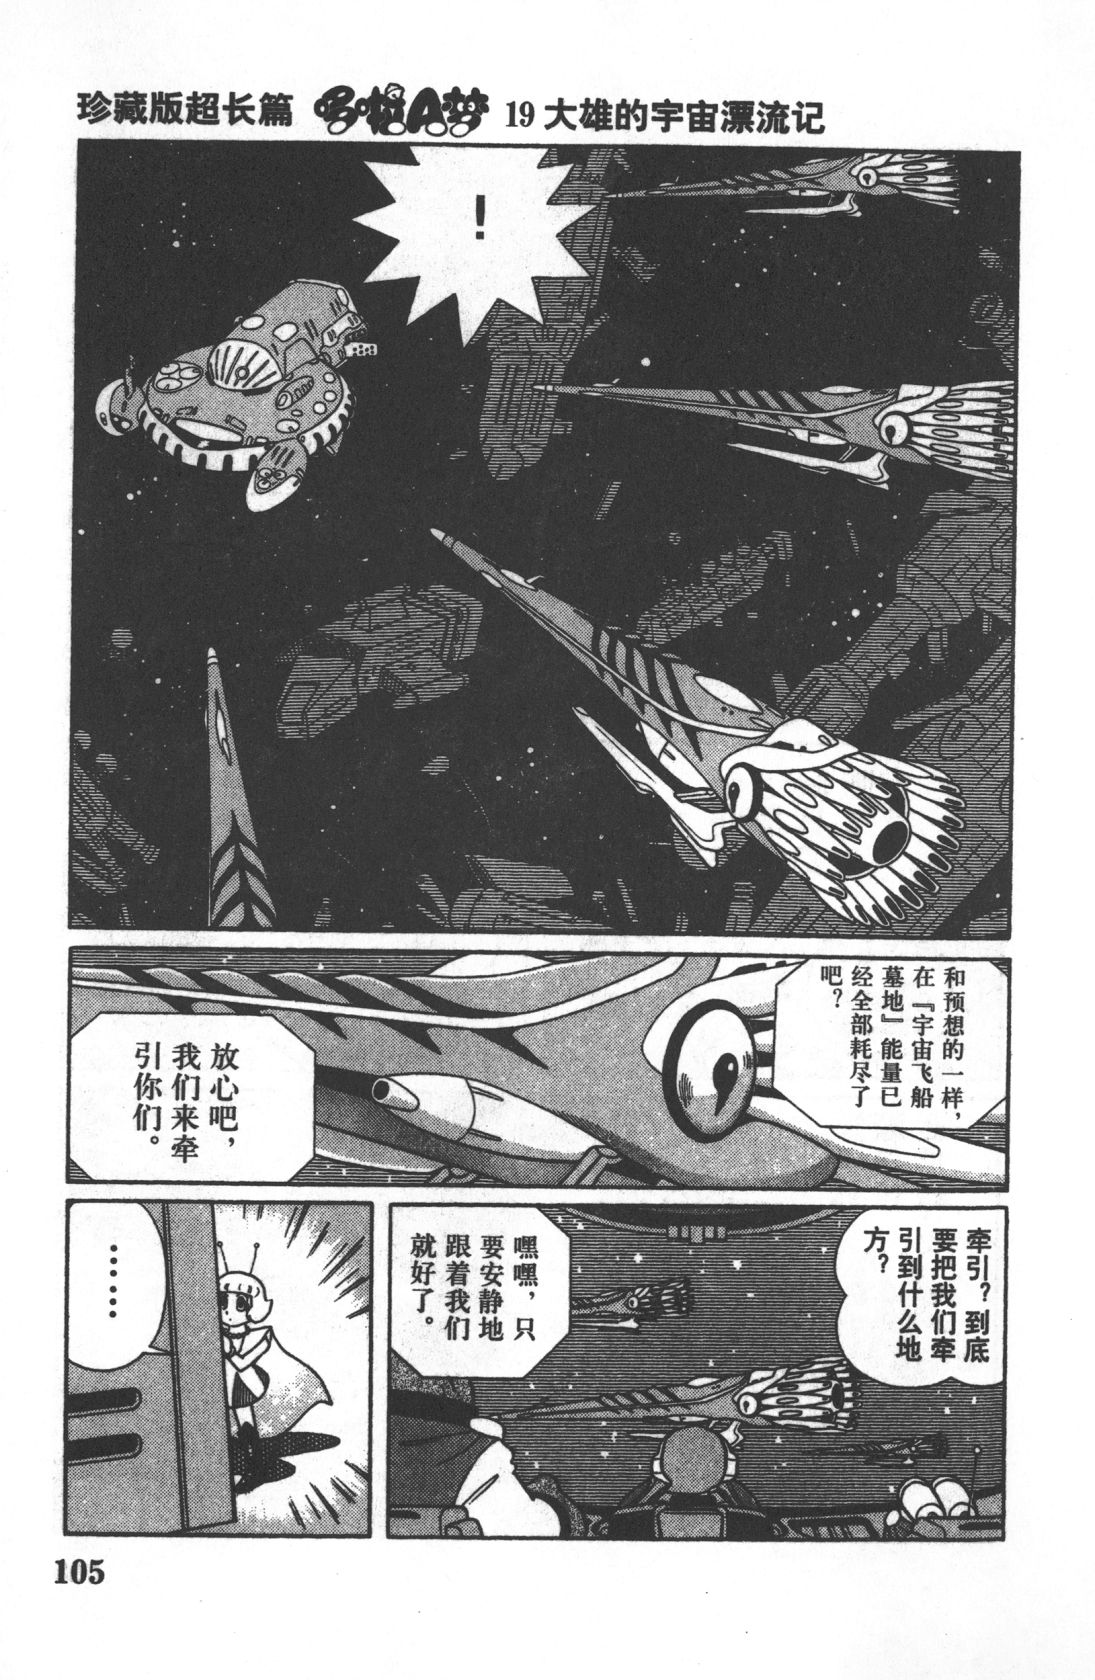 珍藏版超长篇 哆啦A梦 19 大雄的宇宙漂流记
！
和预想的一样，
在『宇宙飞船
墓地』能量已
经全部耗尽了
吧？
放心吧，
我们来牵
引你们。
牵引？到底
要把我们牵
引到什么地
方？
嘿嘿，只
要安静地
跟着我们
就好了。
……
105